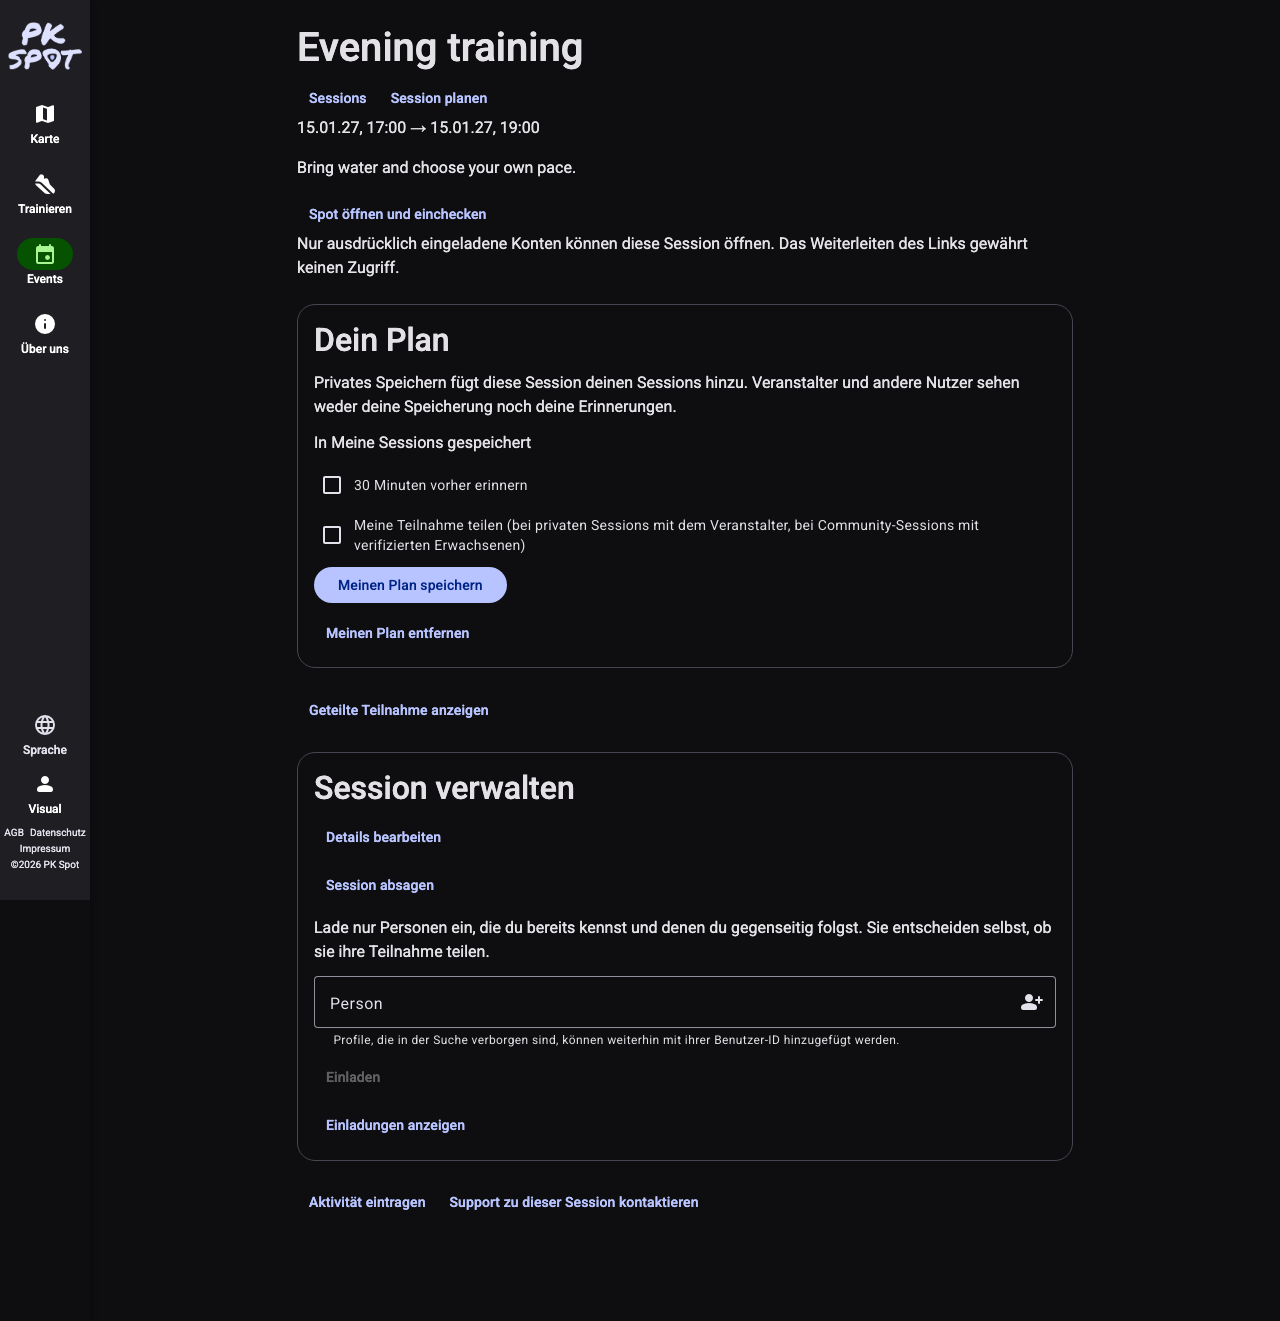 PK
SPOT
Karte
Trainieren
Events
Über uns
Sprache
Visual
AGB Datenschutz
Impressum
©2026 PK Spot
Evening training
Sessions Session planen
15.01.27, 17:00 → 15.01.27, 19:00
Bring water and choose your own pace.
Spot öffnen und einchecken
Nur ausdrücklich eingeladene Konten können diese Session öffnen. Das Weiterleiten des Links gewährt
keinen Zugriff.
Dein Plan
Privates Speichern fügt diese Session deinen Sessions hinzu. Veranstalter und andere Nutzer sehen
weder deine Speicherung noch deine Erinnerungen.
In Meine Sessions gespeichert
30 Minuten vorher erinnern
Meine Teilnahme teilen (bei privaten Sessions mit dem Veranstalter, bei Community-Sessions mit
verifizierten Erwachsenen)
Meinen Plan speichern
Meinen Plan entfernen
Geteilte Teilnahme anzeigen
Session verwalten
Details bearbeiten
Session absagen
Lade nur Personen ein, die du bereits kennst und denen du gegenseitig folgst. Sie entscheiden selbst, ob
sie ihre Teilnahme teilen.
Person
Profile, die in der Suche verborgen sind, können weiterhin mit ihrer Benutzer-ID hinzugefügt werden.
Einladen
Einladungen anzeigen
Aktivität eintragen Support zu dieser Session kontaktieren